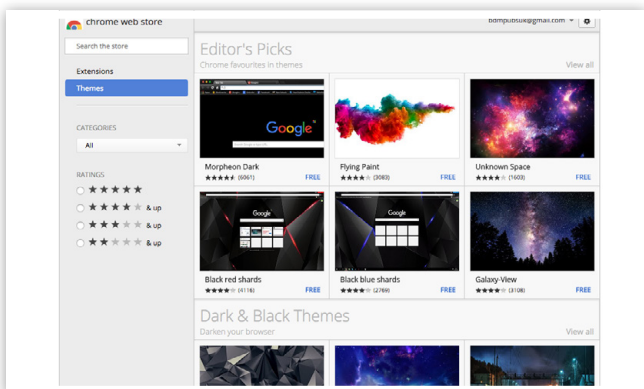 chrome web store
bdmpubsuk@gmail.com
Search the store
Extensions
Themes
CATEGORIES
All
RATINGS
& up
& up
& up
Editor's Picks
Chrome favourites in themes
View all
Google
Morpheon Dark
(6061)
FREE
Flying Paint
(3083)
FREE
Unknown Space
(1603)
FREE
Google
Black red shards
(4116)
FREE
Google
Black blue shards
(2769)
FREE
Galaxy-View
(3108)
FREE
Dark & Black Themes
Darken your browser
View all